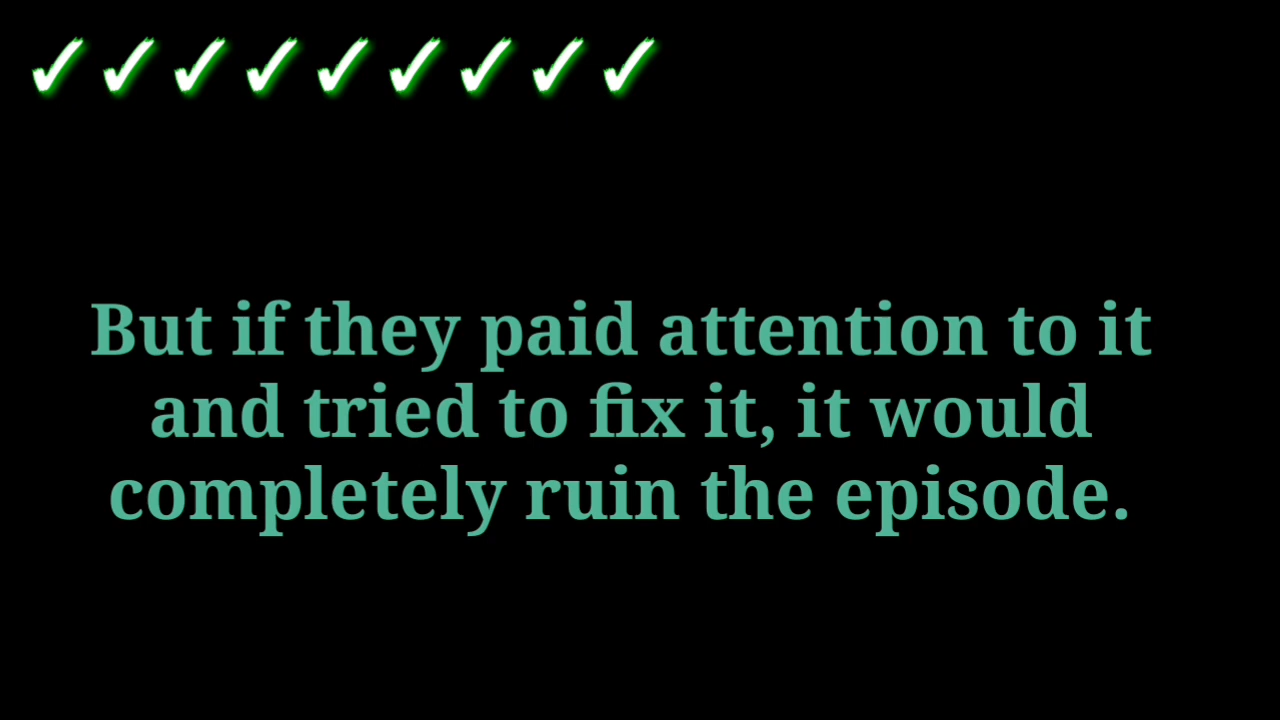 ✓✓✓✓✓✓✓✓✓
But if they paid attention to it
and tried to fix it, it would
completely ruin the episode.